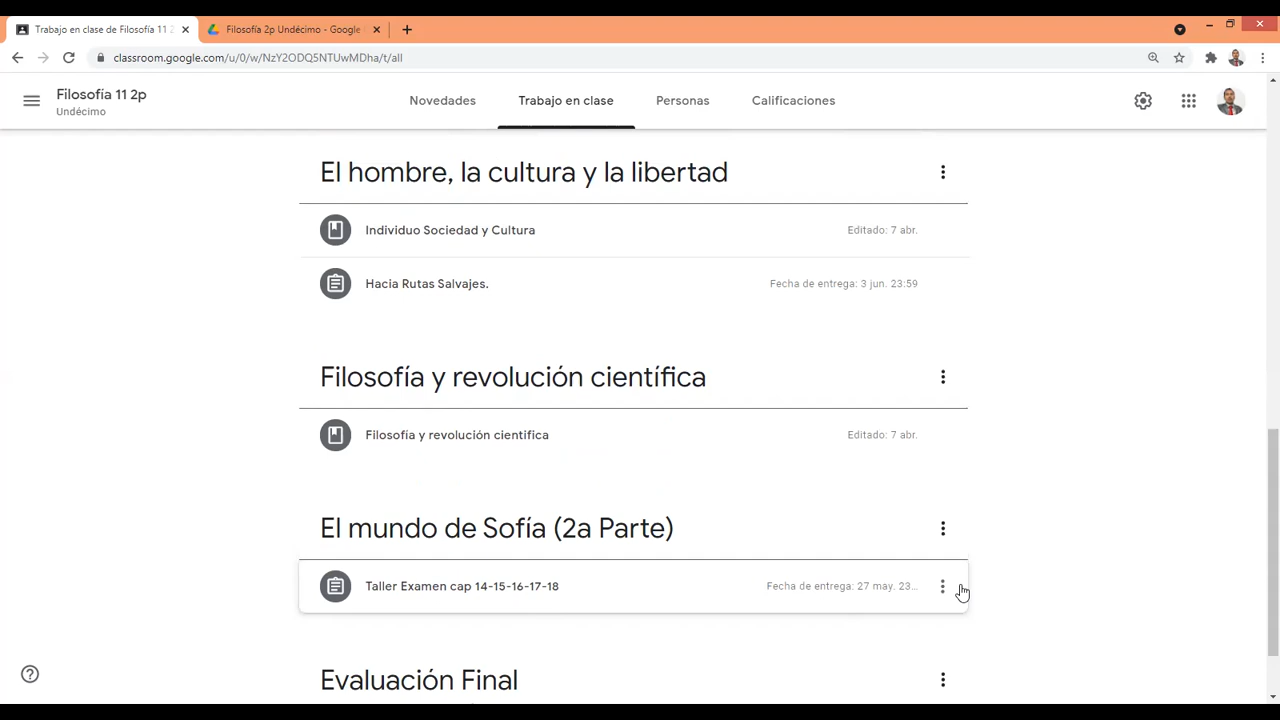 Trabajo en clase de Filosofía 11 2
Filosofía 2p Undécimo - Google
classroom.google.com/u/0/w/NzY2ODQ5NTUwMDha/t/all
Filosofía 11 2p
Undécimo
Novedades
Trabajo en clase
Personas
Calificaciones
El hombre, la cultura y la libertad
Individuo Sociedad y Cultura
Editado: 7 abr.
Hacia Rutas Salvajes.
Fecha de entrega: 3 jun. 23:59
Filosofía y revolución científica
Filosofia y revolución cientifica
Editado: 7 abr.
El mundo de Sofía (2a Parte)
Taller Examen cap 14-15-16-17-18
Fecha de entrega: 27 may. 23...
Evaluación Final